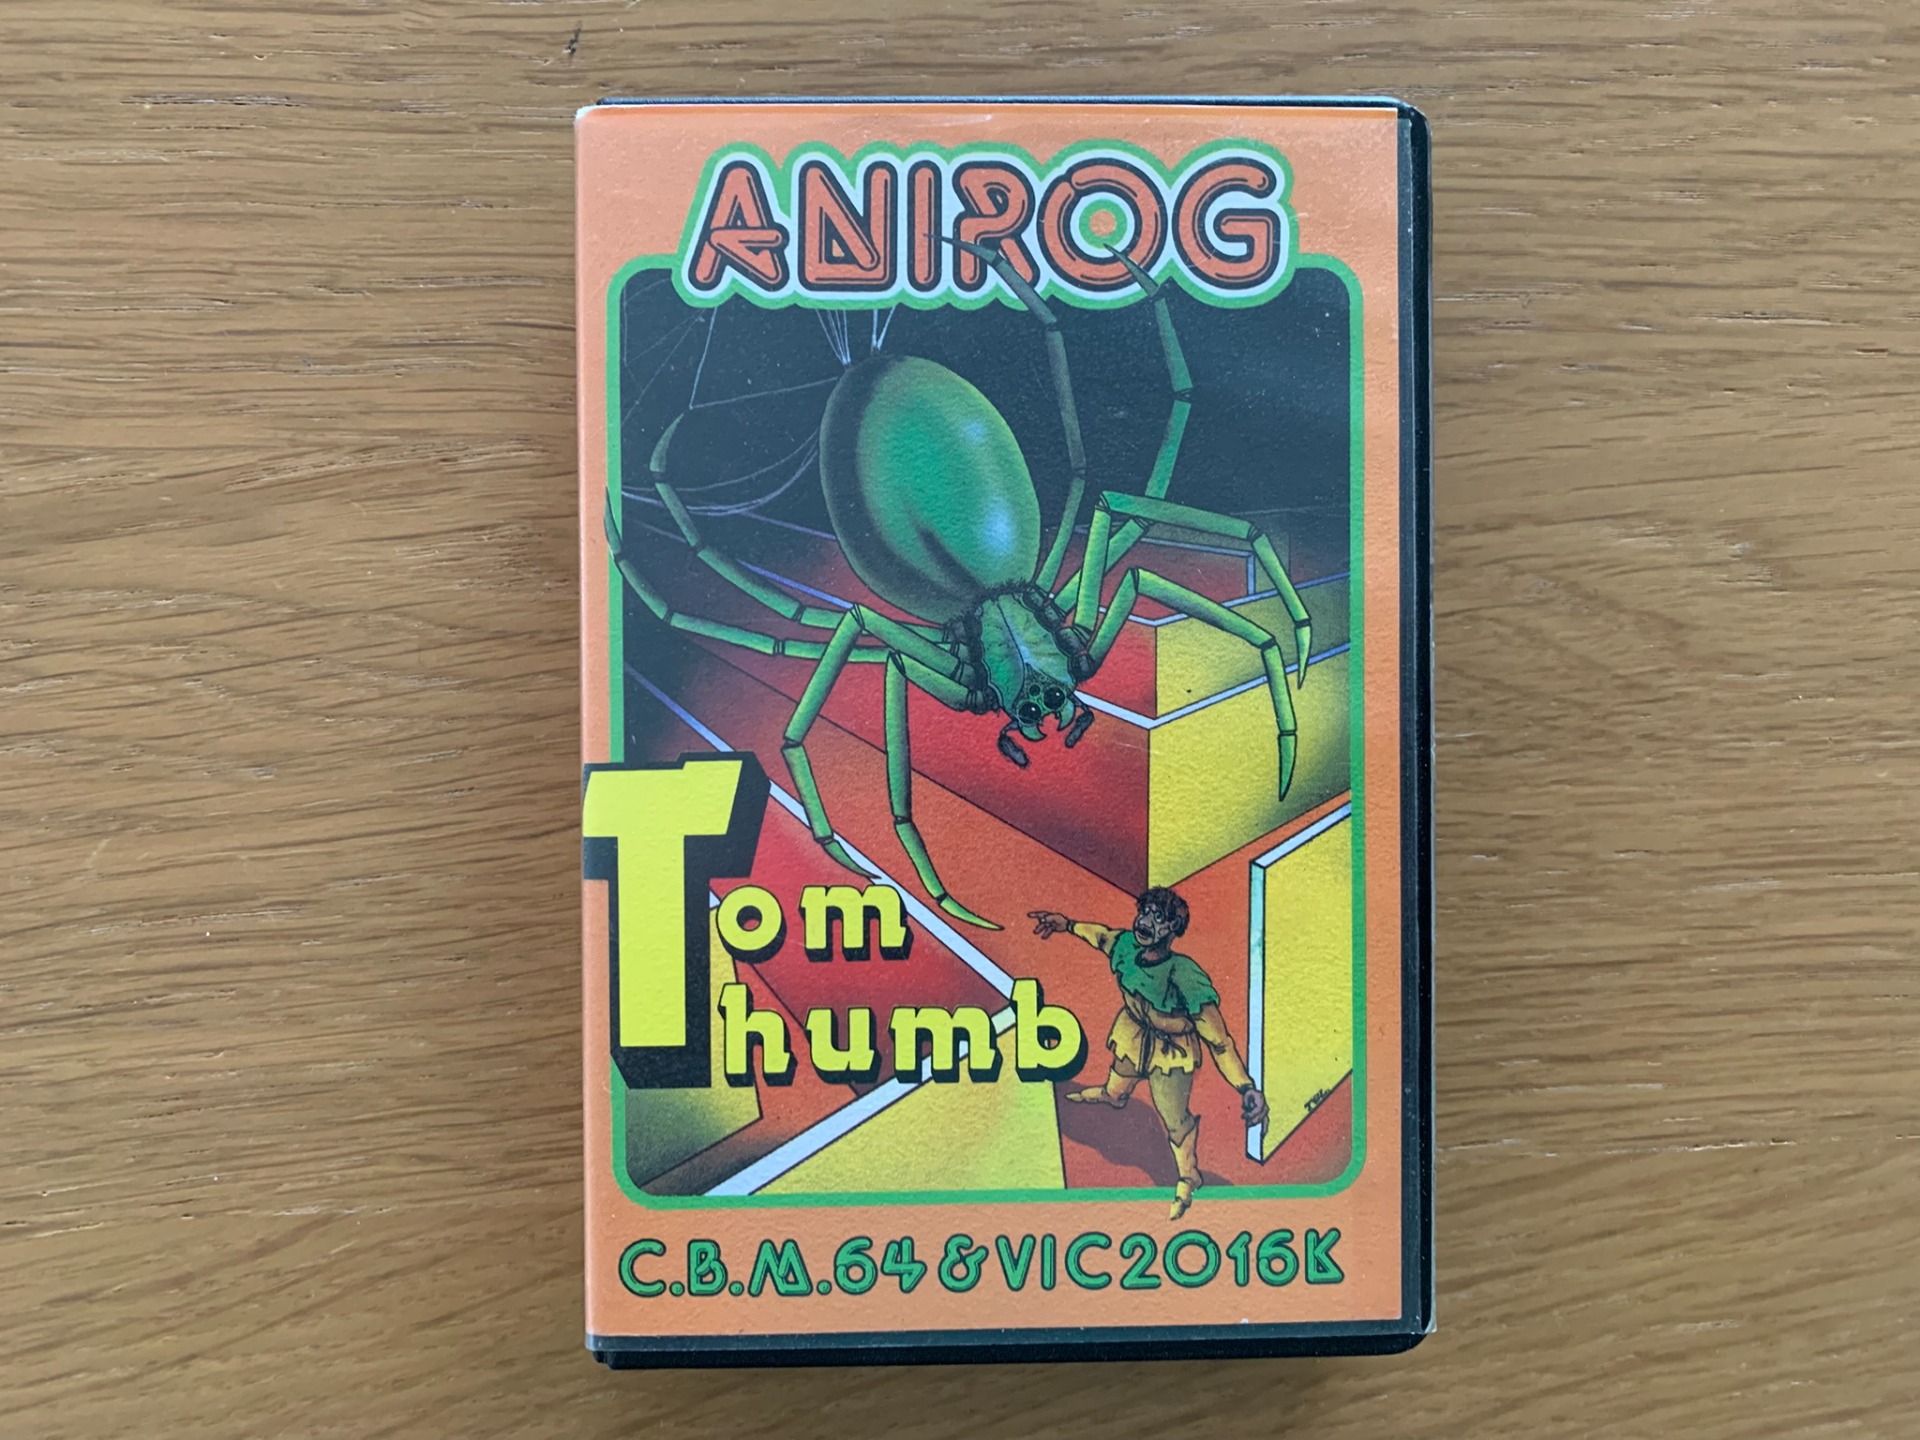 ANIROG
Tom
Thumb
C.B.M.64 & VIC2016K